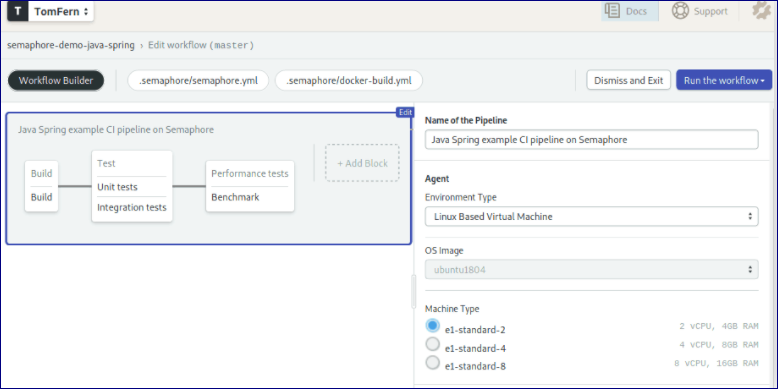 T TomFern
Docs
Support
semaphore-demo-java-spring › Edit workflow (master)
Workflow Builder
.semaphore/semaphore.yml
.semaphore/docker-build.yml
Dismiss and Exit
Run the workflow
Edit
Java Spring example CI pipeline on Semaphore
Build
Build
Test
Unit tests
Integration tests
Performance tests
Benchmark
+ Add Block
Name of the Pipeline
Java Spring example CI pipeline on Semaphore
Agent
Environment Type
Linux Based Virtual Machine
OS Image
ubuntu1804
Machine Type
e1-standard-2 2 vCPU, 4GB RAM
e1-standard-4 4 vCPU, 8GB RAM
e1-standard-8 8 vCPU, 16GB RAM